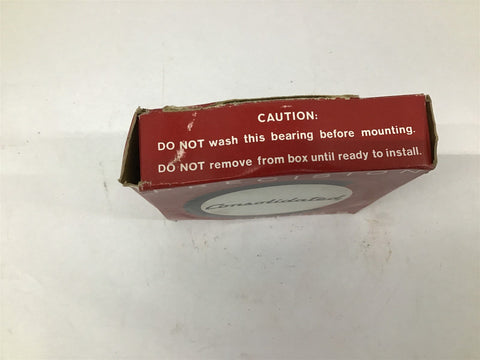 CAUTION:
DO NOT wash this bearing before mounting.
DO NOT remove from box until ready to install.
Consolidated